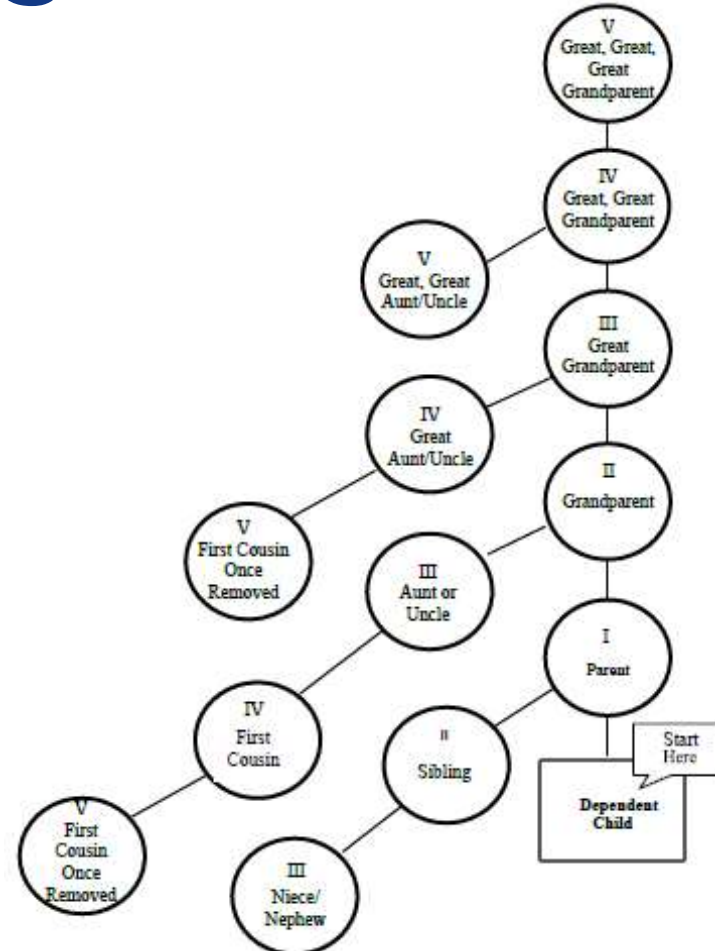 V
Great, Great,
Great
Grandparent
IV
Great, Great
Grandparent
V
Great, Great
Aunt/Uncle
III
Great
Grandparent
IV
Great
Aunt/Uncle
II
Grandparent
V
First Cousin
Once
Removed
III
Aunt or
Uncle
I
Parent
IV
First
Cousin
II
Sibling
Start
Here
Dependent
Child
V
First
Cousin
Once
Removed
III
Niece/
Nephew